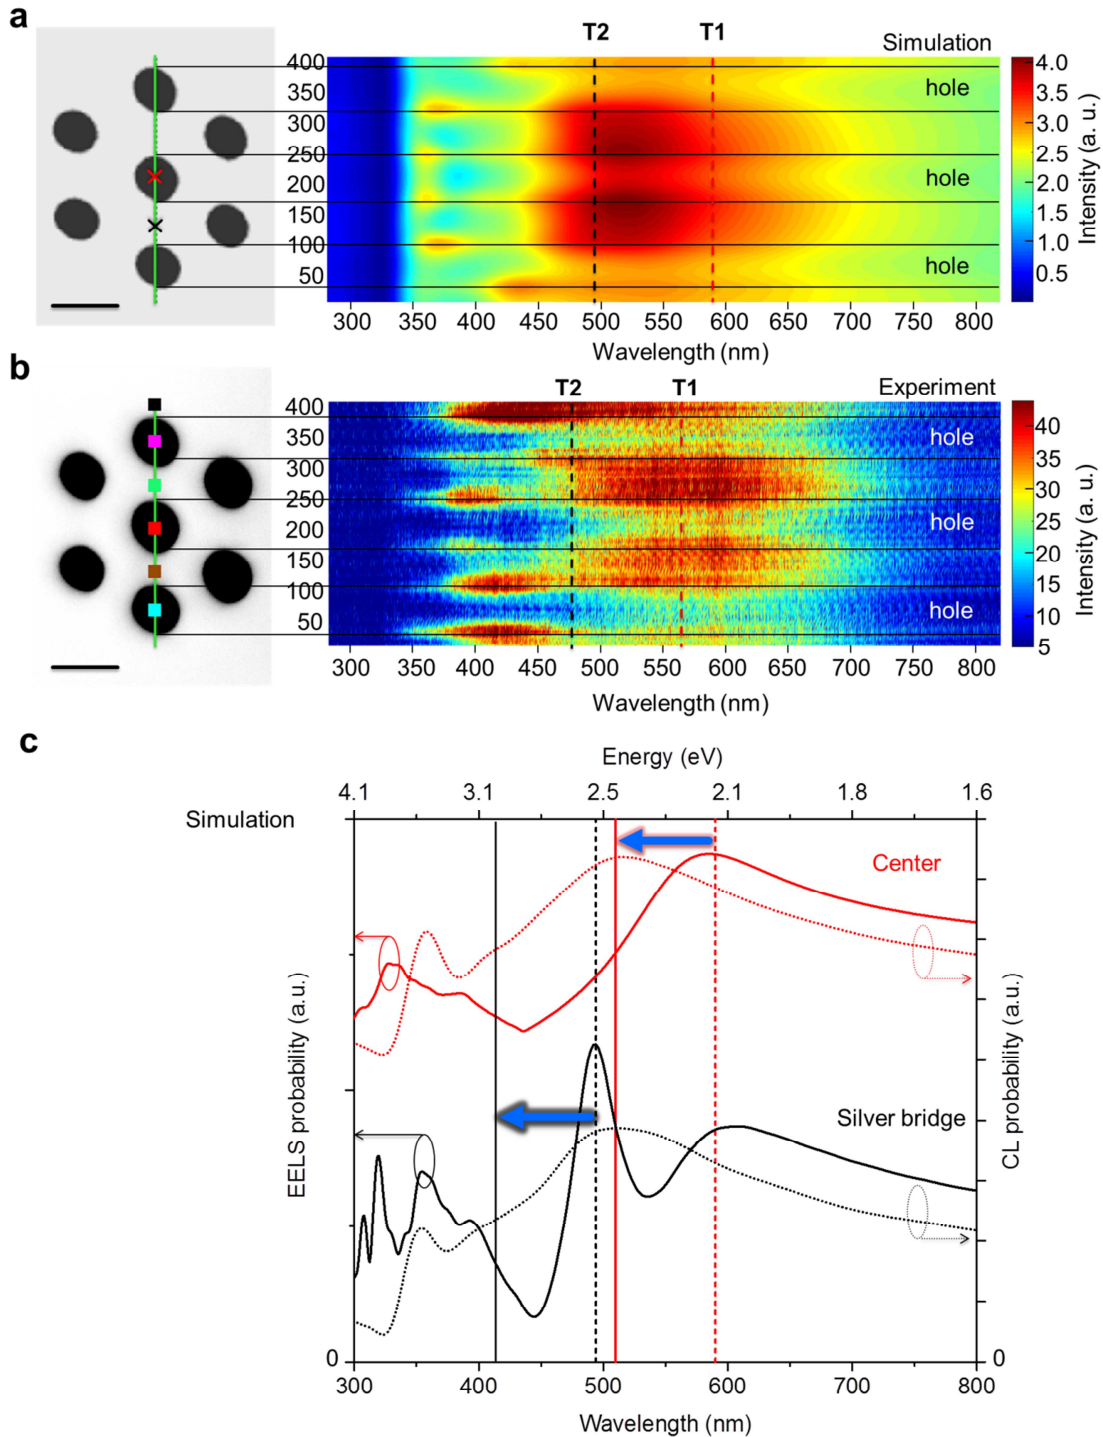 a
T2
T1
Simulation
hole
hole
hole
400
350
300
250
200
150
100
50
300
350
400
450
500
550
600
650
700
750
800
Wavelength (nm)
4.0
3.5
3.0
2.5
2.0
1.5
1.0
0.5
Intensity (a. u.)
b
T2
T1
Experiment
hole
hole
hole
400
350
300
250
200
150
100
50
300
350
400
450
500
550
600
650
700
750
800
Wavelength (nm)
40
30
20
10
5
Intensity (a. u.)
c
Energy (eV)
4.1
3.1
2.5
2.1
1.8
1.6
Simulation
Center
Silver bridge
EELS probability (a.u.)
CL probability (a.u.)
0
0
300
400
500
600
700
800
Wavelength (nm)